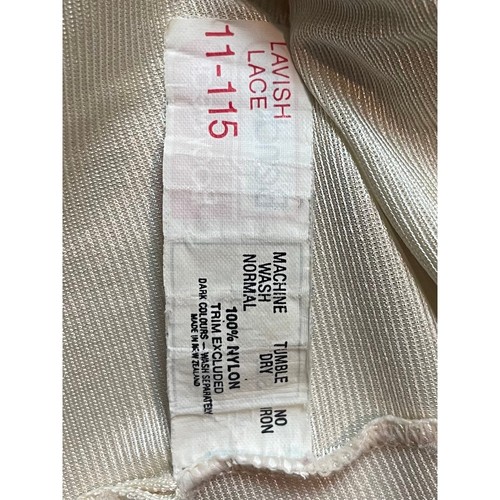 LAVISH
LACE
11-115
MACHINE TUMBLE NO
WASH DRY IRON
NORMAL
100% NYLON
TRIM EXCLUDED
DARK COLOURS - WASH SEPARATELY
MADE IN NEW ZEALAND